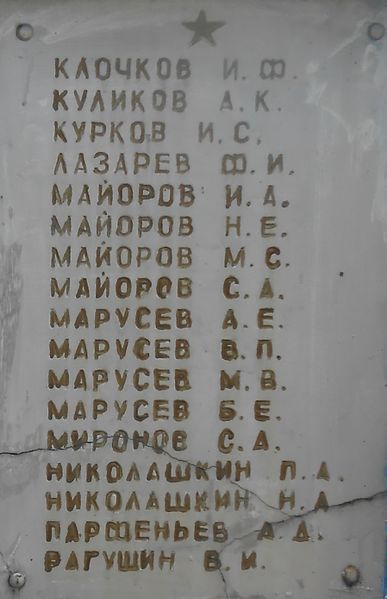 КЛОЧКОВ И. Ф.
КУЛИКОВ А. К.
КУРКОВ И. С.
ЛАЗАРЕВ Ф. И.
МАЙОРОВ И. А.
МАЙОРОВ Н. Е.
МАЙОРОВ М. С.
МАЙОРОВ С. А.
МАРУСЕВ А. Е.
МАРУСЕВ В. П.
МАРУСЕВ М. В.
МАРУСЕВ Б. Е.
МИРОНОВ С. А.
НИКОЛАШКИН П. А.
НИКОЛАШКИН Н. А
ПАРФЕНЬЕВ А. Д.
РАГУШИН В. И.